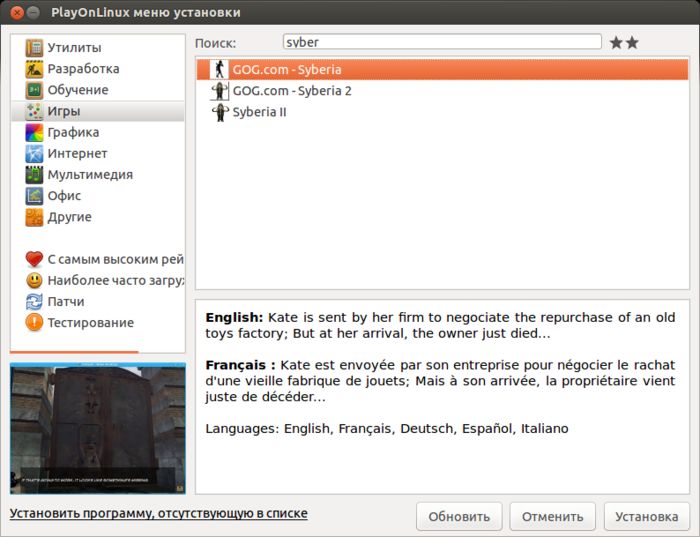 PlayOnLinux меню установки
Утилиты
Разработка
Обучение
Игры
Графика
Интернет
Мультимедия
Офис
Другие
С самым высоким рей
Наиболее часто загруз
Патчи
Тестирование
Поиск: syber
GOG.com - Syberia
GOG.com - Syberia 2
Syberia II
English: Kate is sent by her firm to negotiate the repurchase of an old
toys factory; But at her arrival, the owner just died...
Français : Kate est envoyée par son entreprise pour négocier le rachat
d'une vieille fabrique de jouets; Mais à son arrivée, la propriétaire vient
juste de décéder...
Languages: English, Français, Deutsch, Español, Italiano
Установить программу, отсутствующую в списке
Обновить
Отменить
Установка